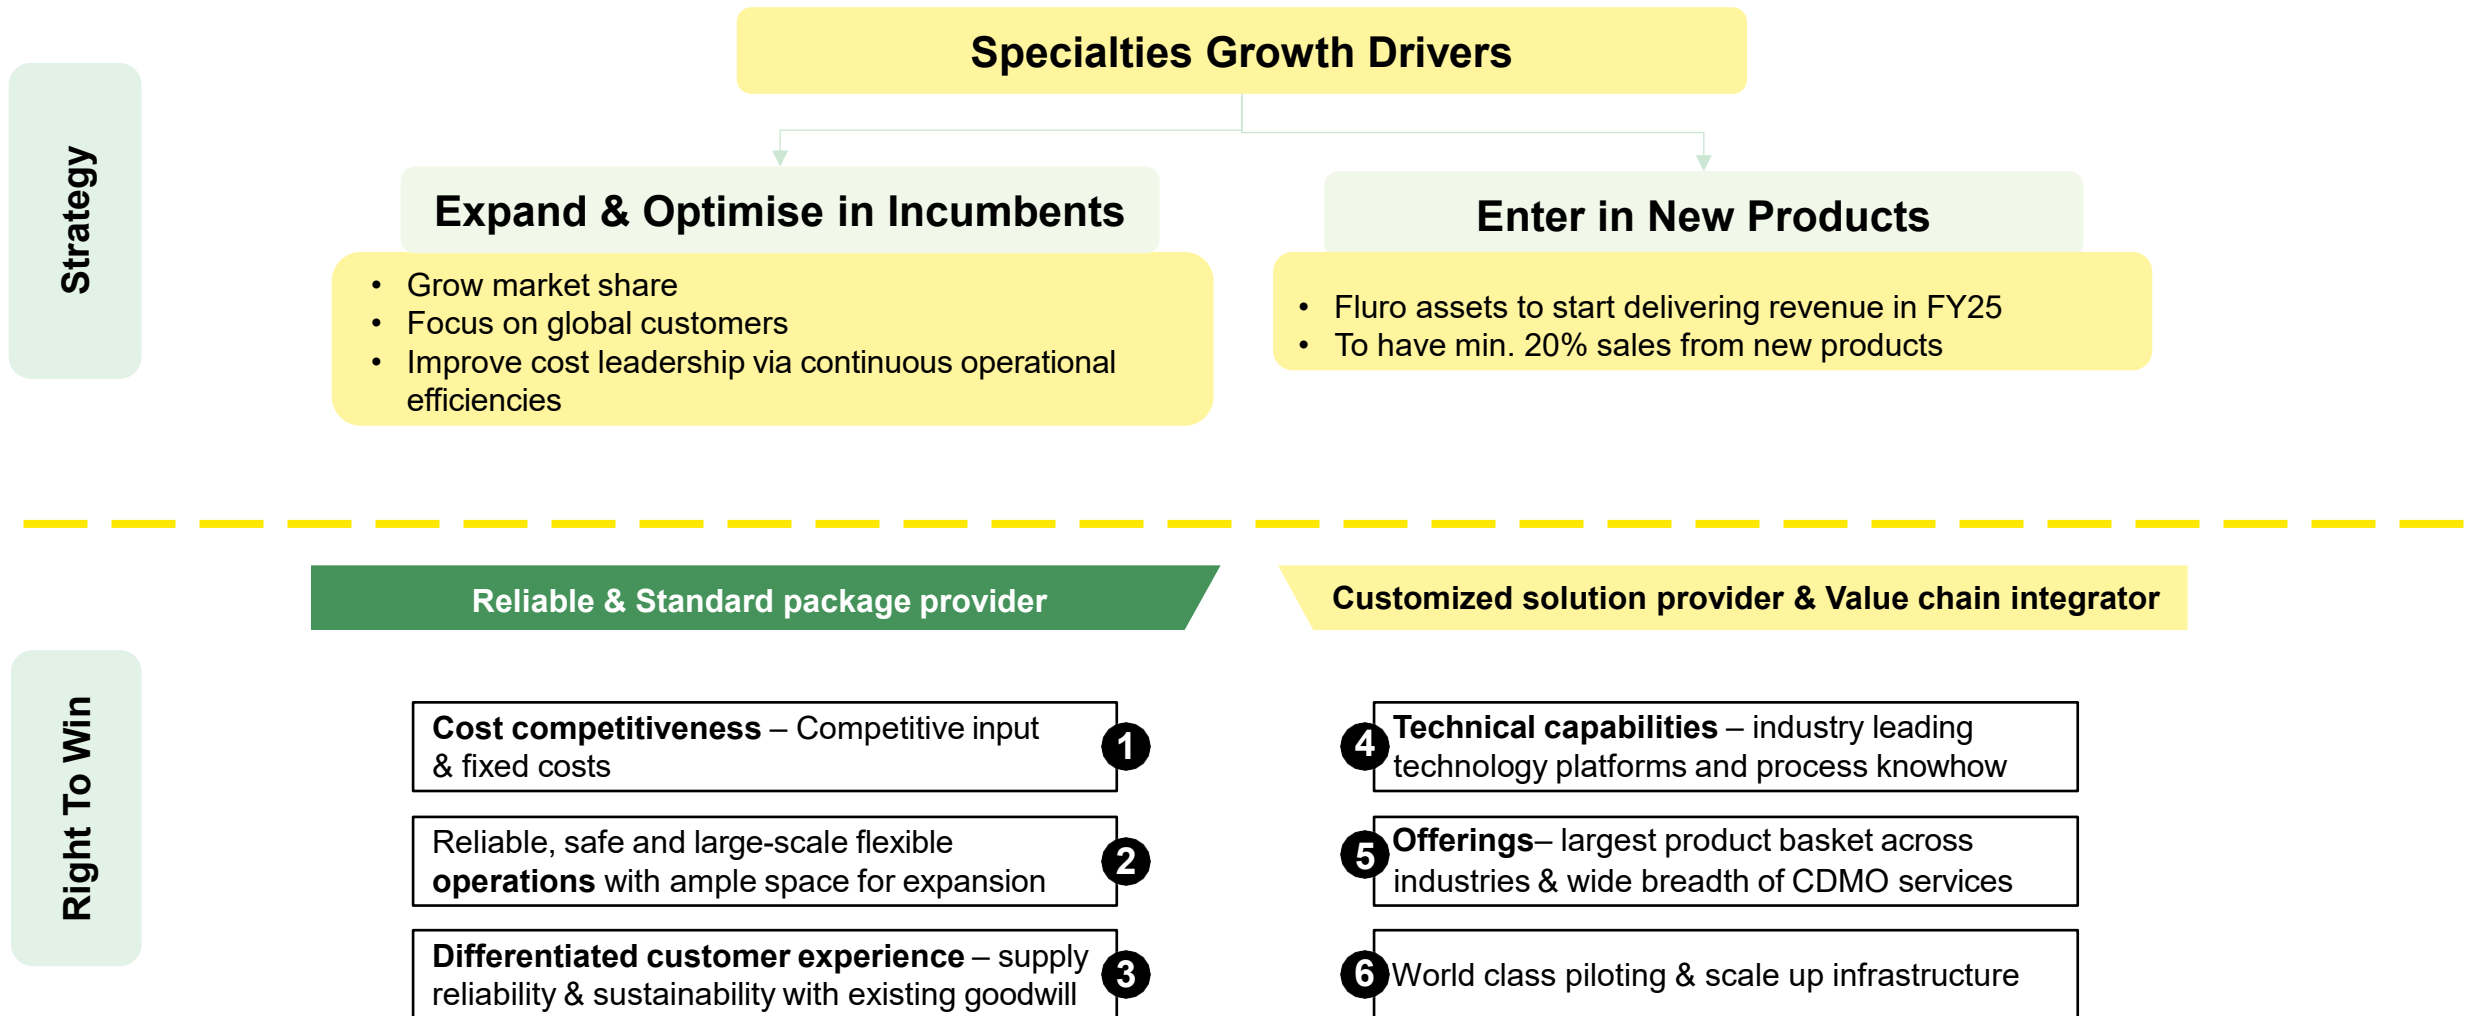 Specialties Growth Drivers
Strategy
Expand & Optimise in Incumbents
• Grow market share
• Focus on global customers
• Improve cost leadership via continuous operational
efficiencies
Enter in New Products
• Fluro assets to start delivering revenue in FY25
• To have min. 20% sales from new products
Right To Win
Reliable & Standard package provider
Cost competitiveness – Competitive input
& fixed costs
1
Reliable, safe and large-scale flexible
operations with ample space for expansion
2
Differentiated customer experience – supply
reliability & sustainability with existing goodwill
3
Customized solution provider & Value chain integrator
4
Technical capabilities – industry leading
technology platforms and process knowhow
5
Offerings– largest product basket across
industries & wide breadth of CDMO services
6
World class piloting & scale up infrastructure